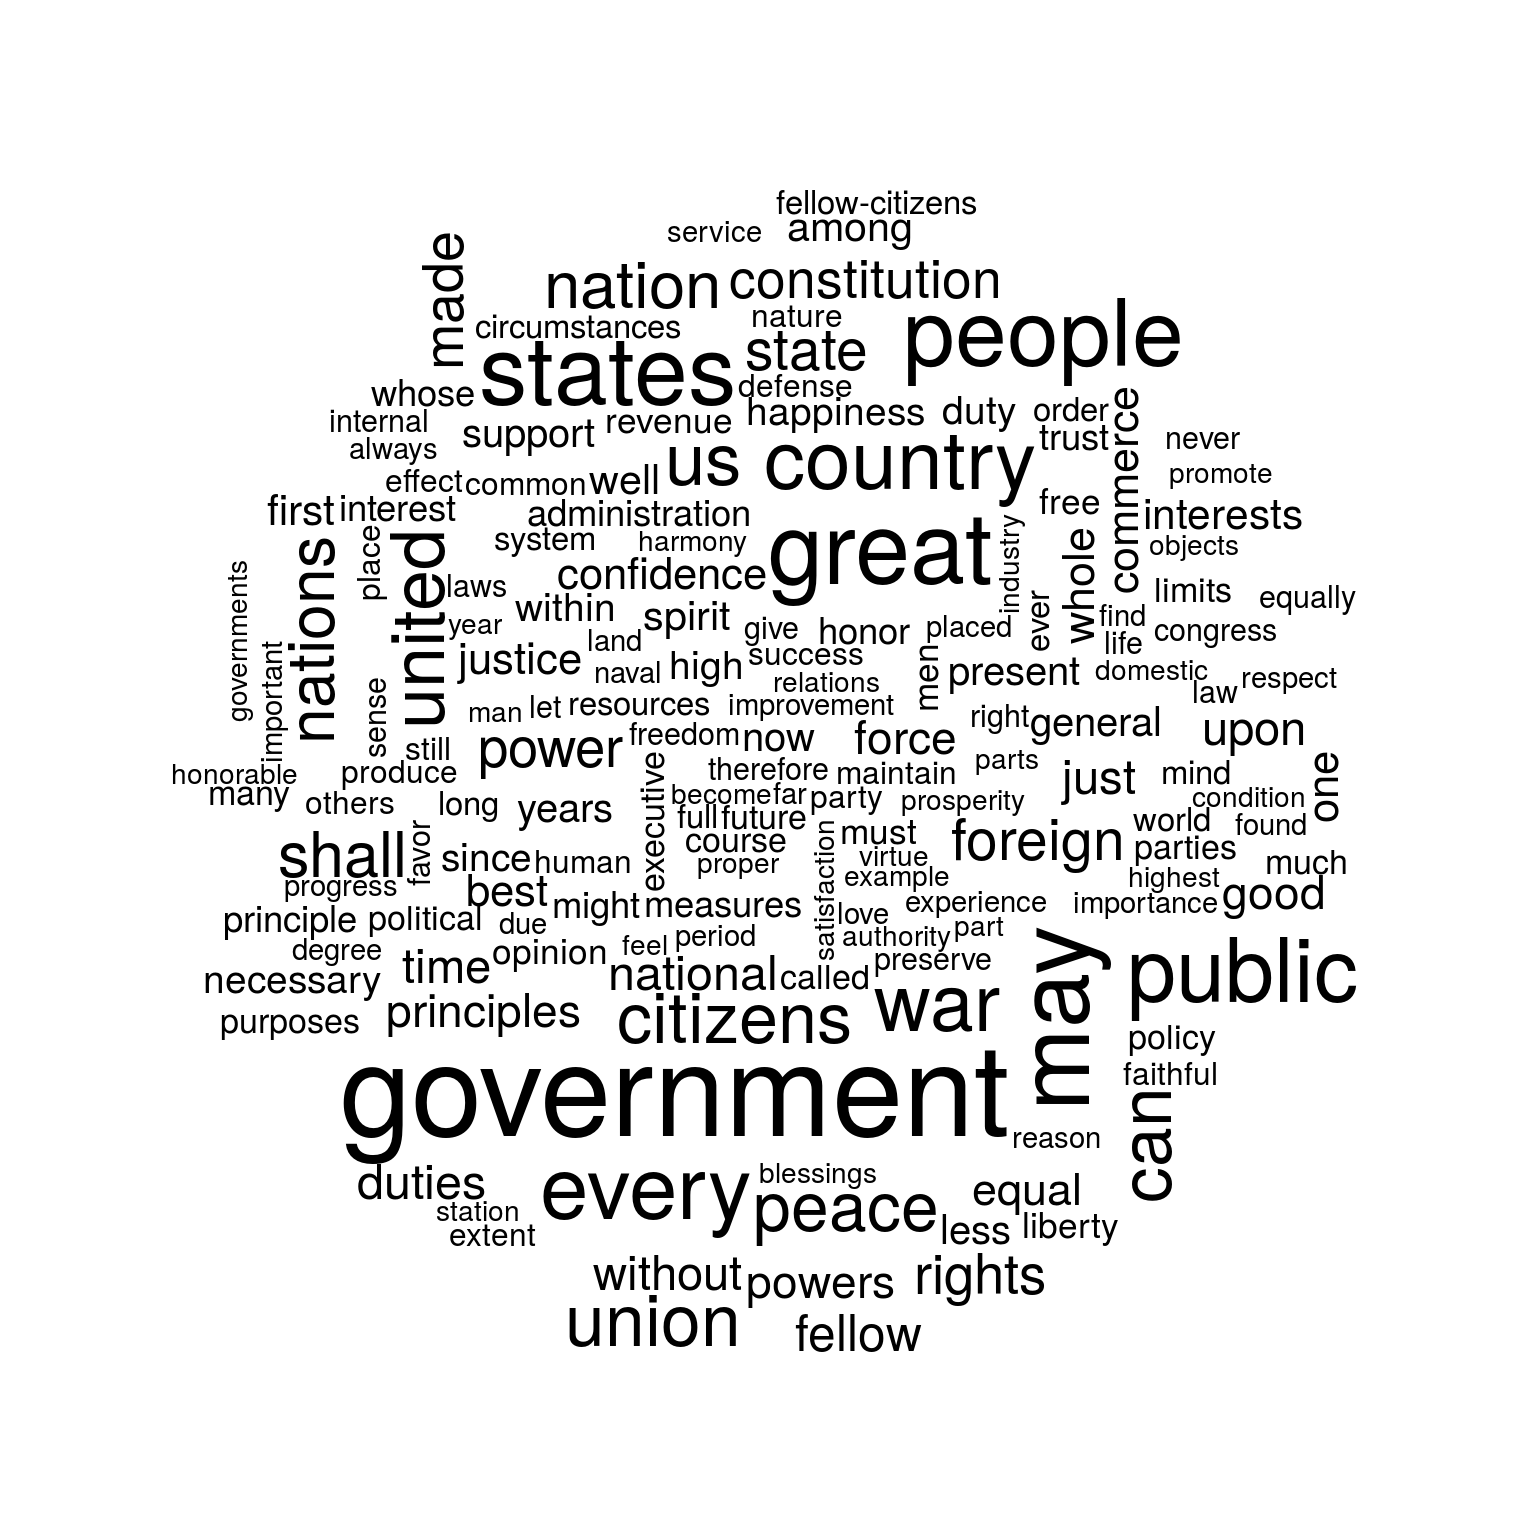 fellow-citizens
service among
made
nation constitution
circumstances nature
states state people
whose defense
internal support revenue happiness duty order
always us country trust commerce never
effect common well promote
first interest administration free interests
nations place united system harmony great industry whole objects
governments laws confidence limits equally
year within spirit give honor placed ever find congress
important justice land naval high success men present life domestic
sense man let resources relations improvement law respect
still power freedom now force right general upon
honorable produce therefore maintain parts just mind one
many others long years executive become far party prosperity condition
shall favor since human full future course must foreign world found
progress proper satisfaction virtue parties much
best example highest
principle political due might measures love experience importance good
degree opinion feel period authority part
necessary time national called preserve may public
purposes principles citizens war
policy
government faithful
reason can
duties every blessings
station peace equal
extent less liberty
without powers rights
union fellow